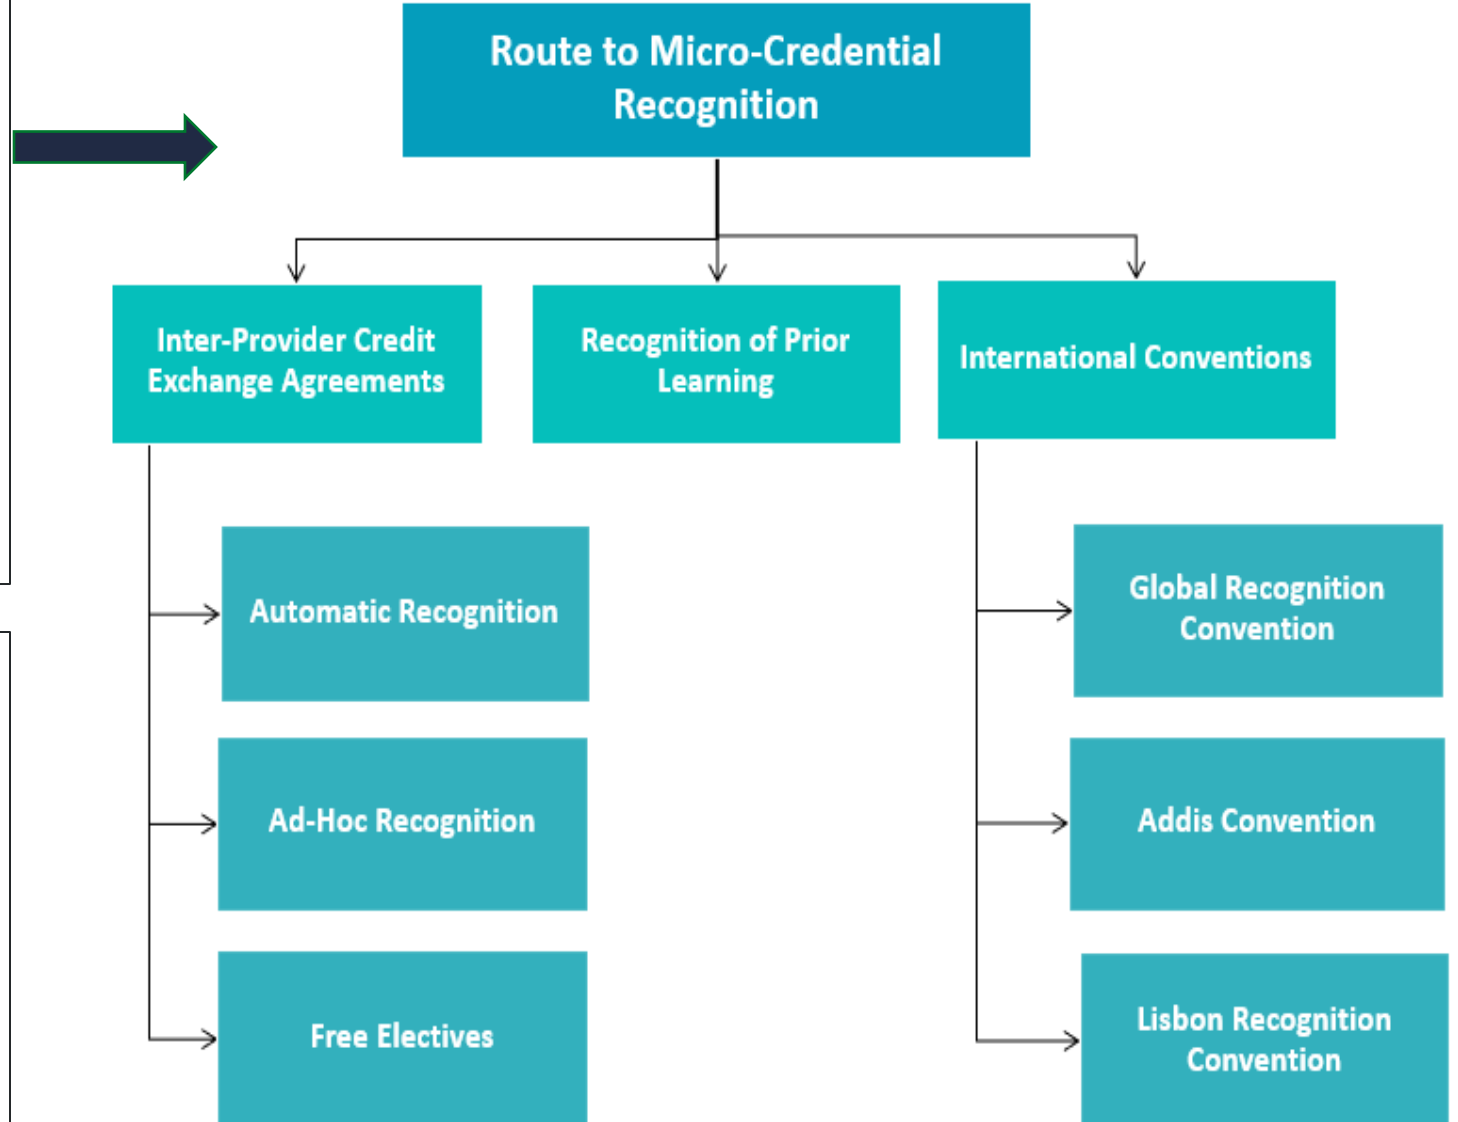 Route to Micro-Credential
Recognition
Inter-Provider Credit
Exchange Agreements
Recognition of Prior
Learning
International Conventions
Automatic Recognition
Ad-Hoc Recognition
Free Electives
Global Recognition
Convention
Addis Convention
Lisbon Recognition
Convention